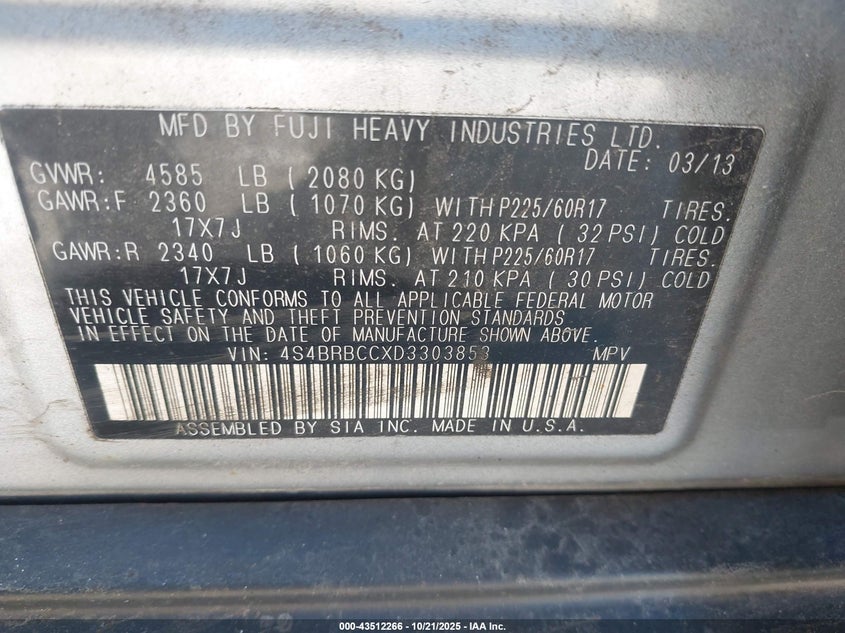 MFD BY FUJI HEAVY INDUSTRIES LTD.
DATE: 03/13
GVWR: 4585 LB ( 2080 KG)
GAWR:F 2360 LB ( 1070 KG) WITH P225/60R17 TIRES.
17X7J RIMS. AT 220 KPA ( 32 PSI) COLD
GAWR:R 2340 LB ( 1060 KG) WITH P225/60R17 TIRES.
17X7J RIMS. AT 210 KPA ( 30 PSI) COLD
THIS VEHICLE CONFORMS TO ALL APPLICABLE FEDERAL MOTOR
VEHICLE SAFETY AND THEFT PREVENTION STANDARDS
IN EFFECT ON THE DATE OF MANUFACTURE SHOWN ABOVE.
VIN: 4S4BRBCCXD3303853 MPV
ASSEMBLED BY SIA INC. MADE IN U.S.A.
000-43512266 - 10/21/2025 - IAA Inc.